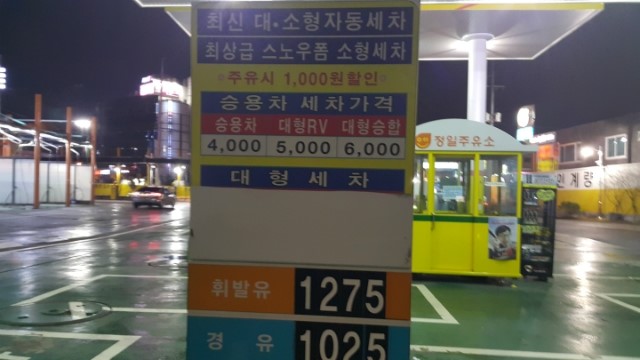 최신 대·소형자동세차
최상급 스노우폼 소형세차
※주유시 1,000원할인※
승용차 세차가격
승용차 대형RV 대형승합
4,000 5,000 6,000
대 형 세 차
휘발유 1275
경 유 1025
정일주유소
인계량